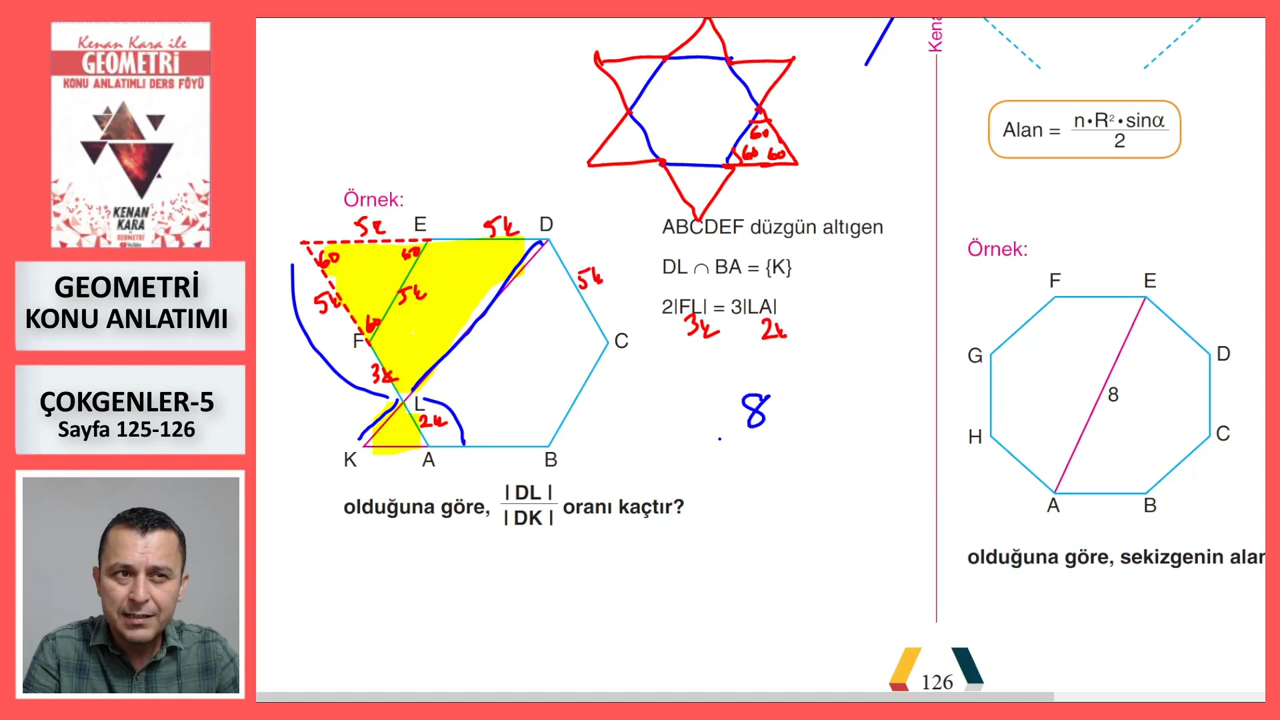 Kenan Kara ile
GEOMETRİ
KONU ANLATIMLI DERS FÖYÜ
KENAN
KARA
GEOMETRİ
KONU ANLATIMI
ÇOKGENLER-5
Sayfa 125-126
60
60 60
Örnek:
5k E 5k D
60 60
5k 5k 5k
60
F C
3k
L
2k
K A B
ABCDEF düzgün altıgen
DL ∩ BA = {K}
2|FL| = 3|LA|
3k 2k
8
olduğuna göre, |DL| / |DK| oranı kaçtır?
Kena
Alan = n•R²•sinα / 2
Örnek:
F E
G D
8
H C
A B
olduğuna göre, sekizgenin alan
126